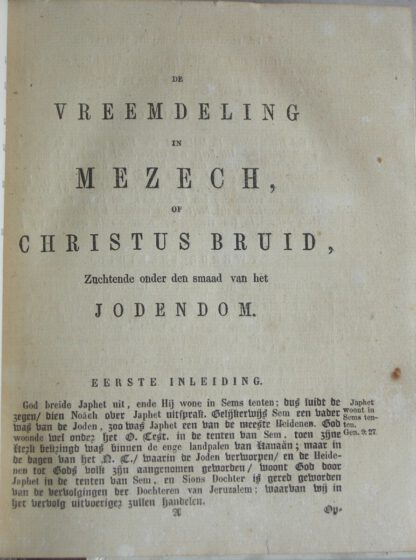 DE
VREEMDELING
IN
MEZECH,
OF
CHRISTUS BRUID,
Zuchtende onder den smaad van het
JODENDOM.
EERSTE INLEIDING.
God breide Japhet uit, ende Hij wone in Sems tenten; dus luidt de
zegen/ dien Noäch over Japhet uitsprak. Gelijkerwijs Sem een vader
was van de Joden, zoo was Japhet een van de meeste Heidenen. God
woonde wel onder het O. Test. in de tenten van Sem, toen zijne
kerk bekingd was binnen de enge landpalen van Kanaän; maar in
de dagen van het N. T./ waarin de Joden verworpen/ en de Heide-
nen tot Gods volk zijn aangenomen geworden/ woont God door
Japhet in de tenten van Sem, en Sions Dochter is gered geworden
van de vervolgingen der Dochteren van Jeruzalem; waarvan wij in
het vervolg uitvoeriger zullen handelen.
Japhet
woont in
Sems ten-
ten.
Gen. 9: 27.
A
Op-